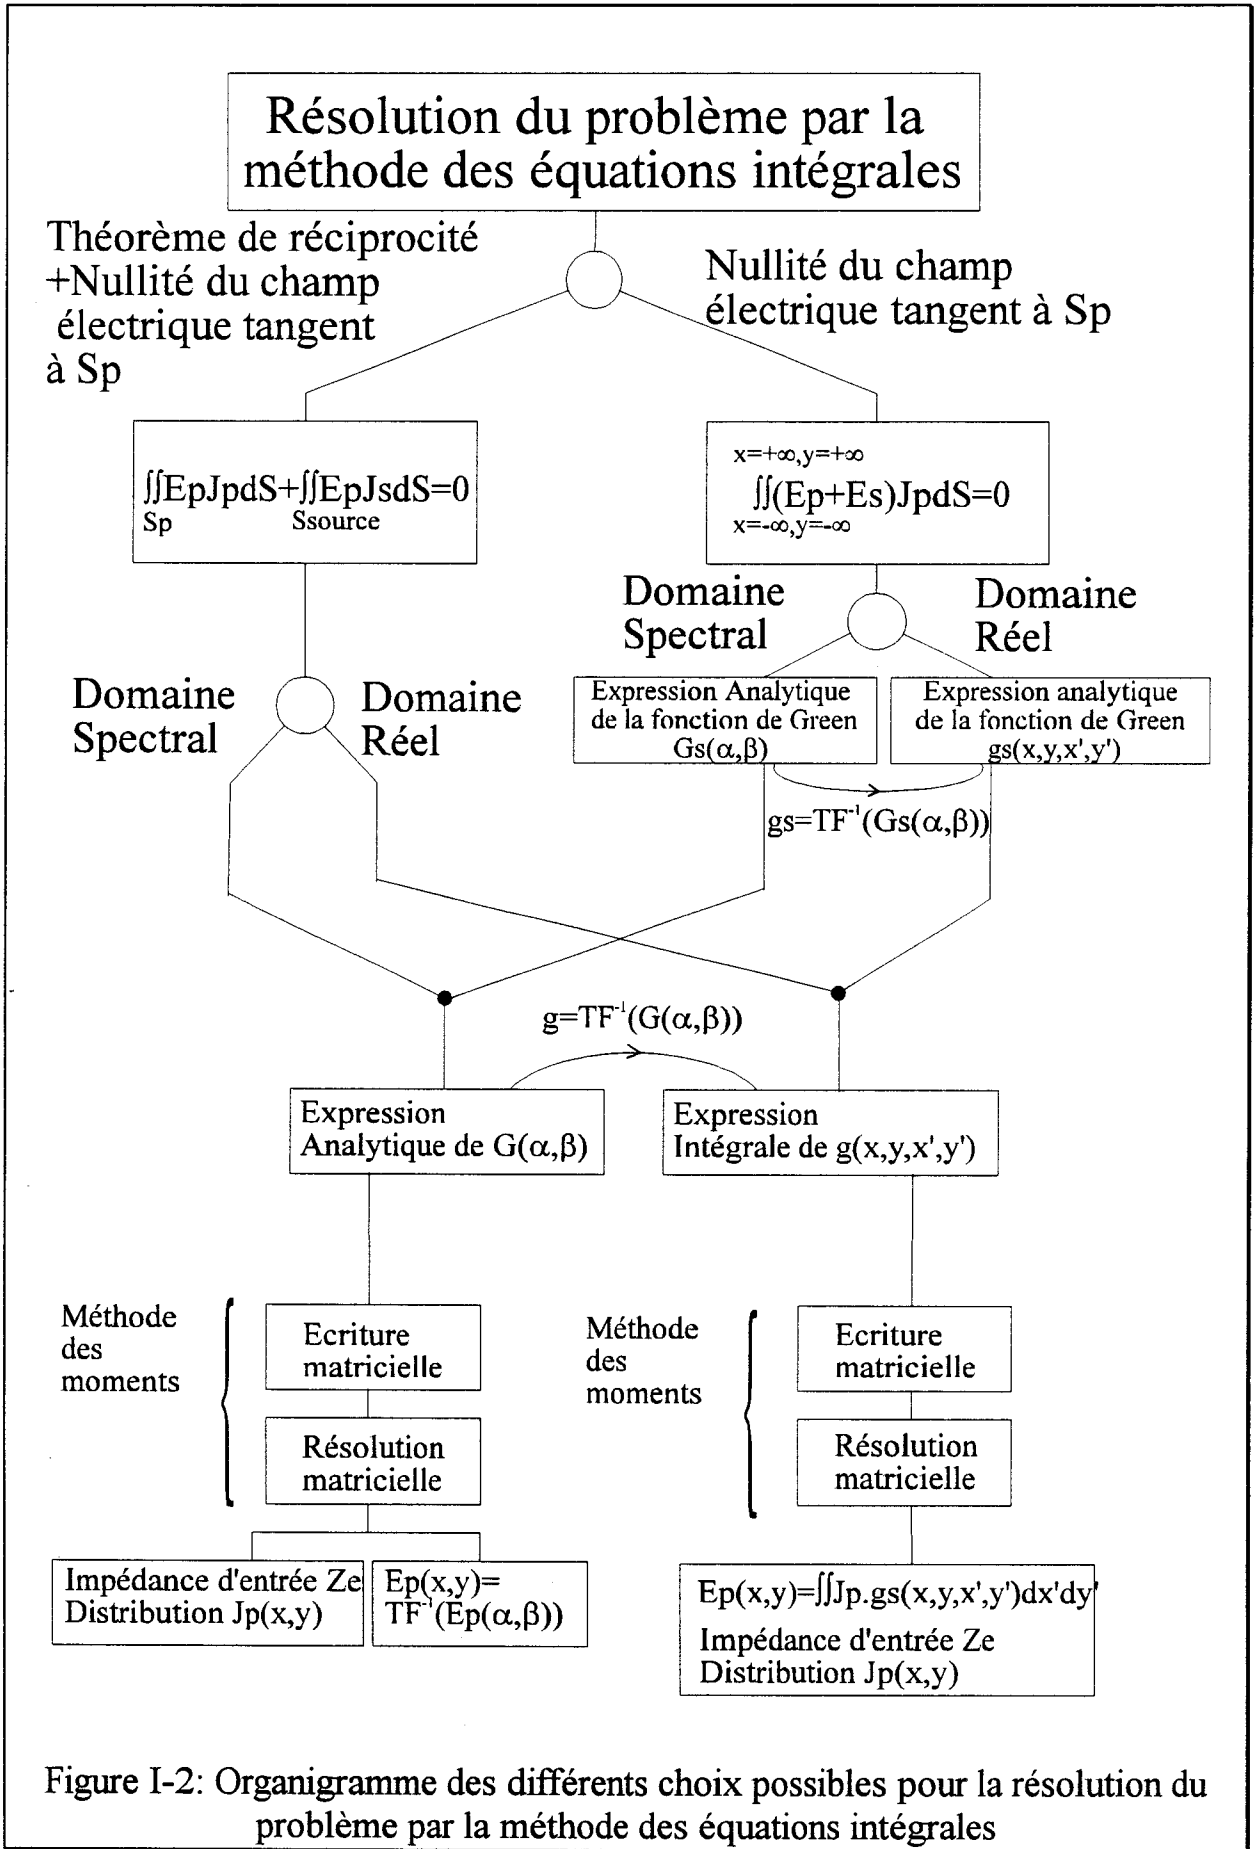 Résolution du problème par la
méthode des équations intégrales
Théorème de réciprocité
+Nullité du champ
électrique tangent
à Sp
Nullité du champ
électrique tangent à Sp
∫∫EpJpdS+∫∫EpJsdS=0
Sp
Ssource
x=+∞,y=+∞
∫∫(Ep+Es)JpdS=0
x=-∞,y=-∞
Domaine
Spectral
Domaine
Réel
Domaine
Spectral
Domaine
Réel
Expression Analytique
de la fonction de Green
Gs(α,β)
Expression analytique
de la fonction de Green
gs(x,y,x',y')
gs=TF⁻¹(Gs(α,β))
g=TF⁻¹(G(α,β))
Expression
Analytique de G(α,β)
Expression
Intégrale de g(x,y,x',y')
Méthode
des
moments
Ecriture
matricielle
Résolution
matricielle
Méthode
des
moments
Ecriture
matricielle
Résolution
matricielle
Impédance d'entrée Ze
Distribution Jp(x,y)
Ep(x,y)=
TF⁻¹(Ep(α,β))
Ep(x,y)=∫∫Jp.gs(x,y,x',y')dx'dy'
Impédance d'entrée Ze
Distribution Jp(x,y)
Figure I-2: Organigramme des différents choix possibles pour la résolution du
problème par la méthode des équations intégrales